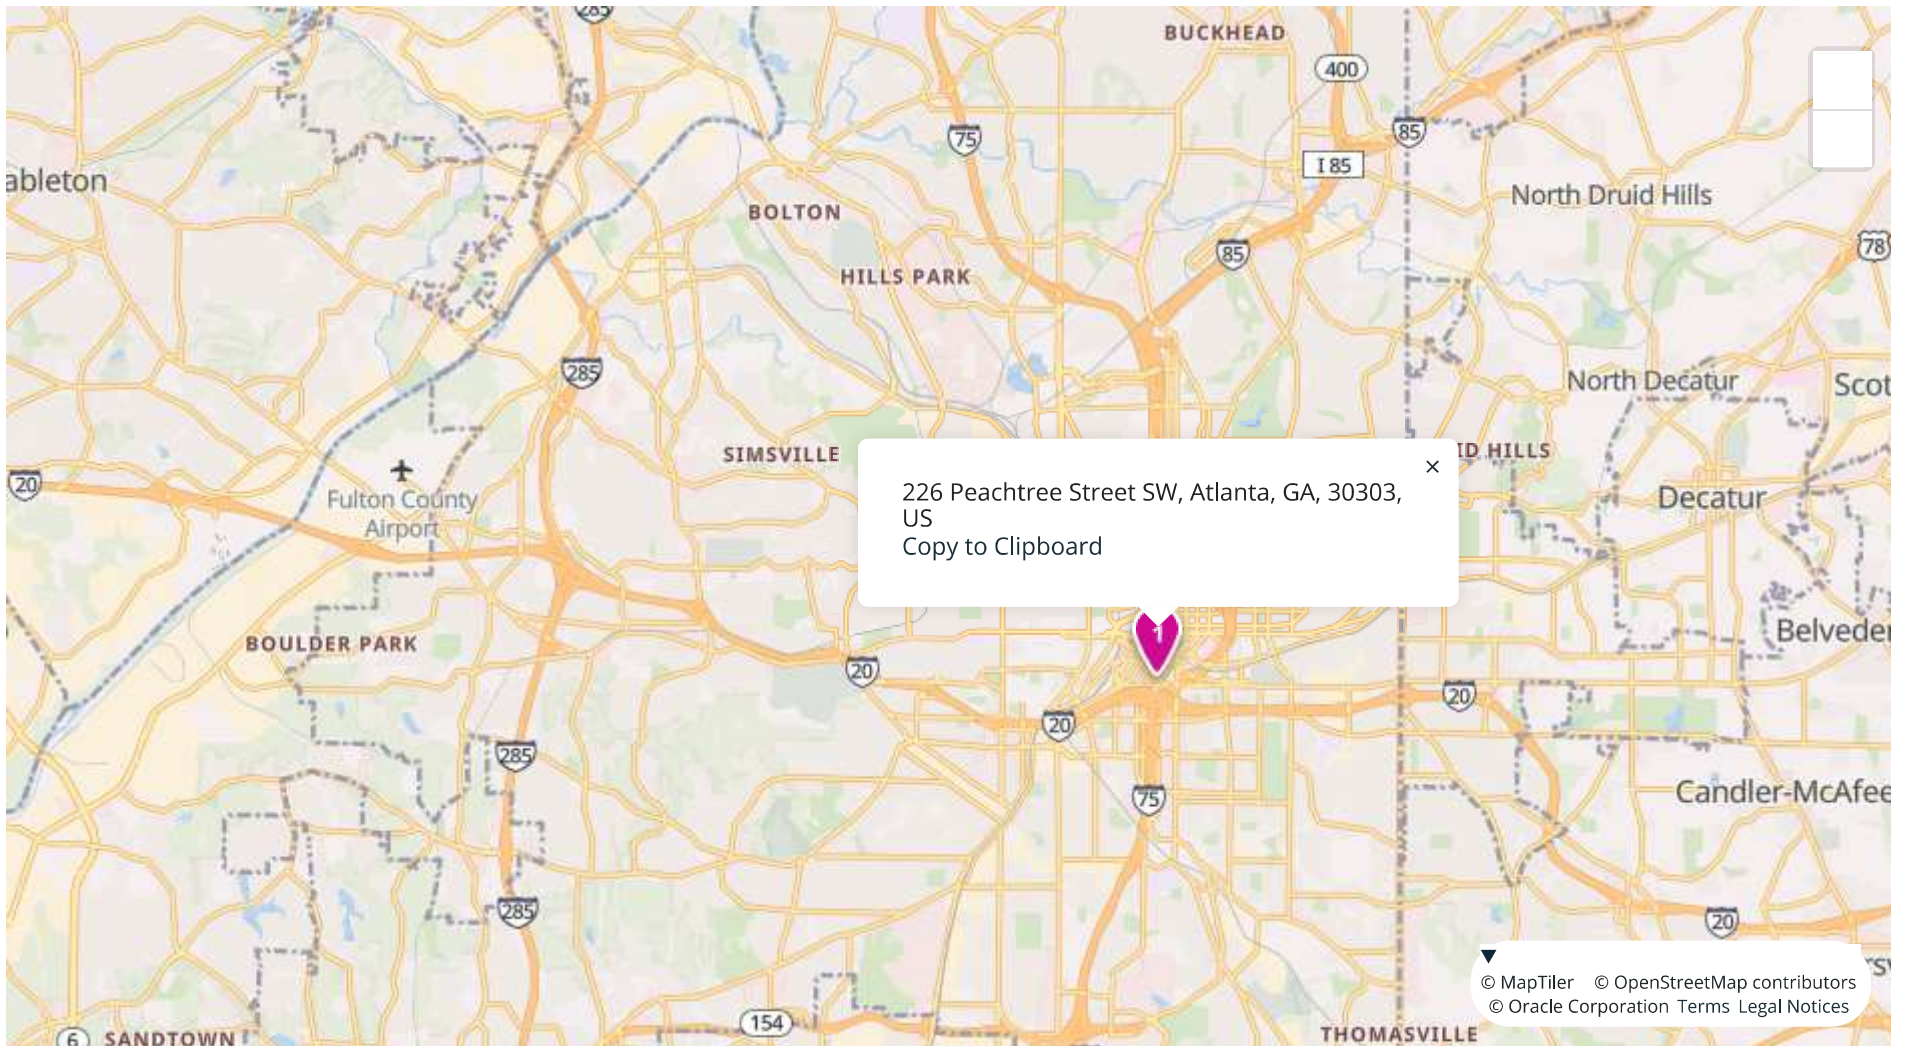 285
BUCKHEAD
400
75
85
I 85
ableton
North Druid Hills
BOLTON
78
85
HILLS PARK
285
North Decatur
Scot
SIMSVILLE
ID HILLS
20
Fulton County
Airport
Decatur
226 Peachtree Street SW, Atlanta, GA, 30303,
US
Copy to Clipboard
1
BOULDER PARK
Belveder
20
20
20
285
75
Candler-McAfee
285
20
© MapTiler © OpenStreetMap contributors
© Oracle Corporation Terms Legal Notices
154
6
SANDTOWN
THOMASVILLE